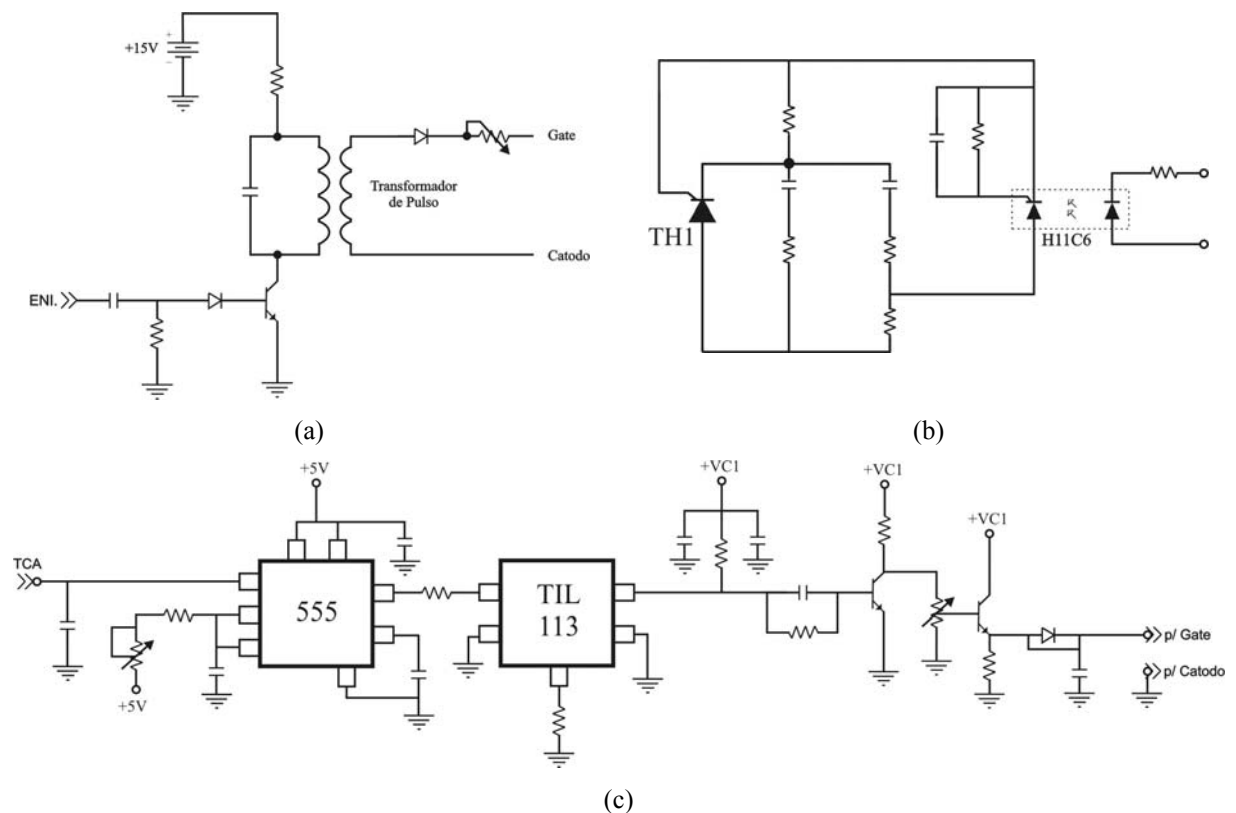 +15V
Gate
Transformador
de Pulso
Catodo
ENI.
(a)
TH1
H11C6
(b)
+5V
TCA
555
+5V
TIL
113
+VC1
+VC1
+VC1
p/ Gate
p/ Catodo
(c)